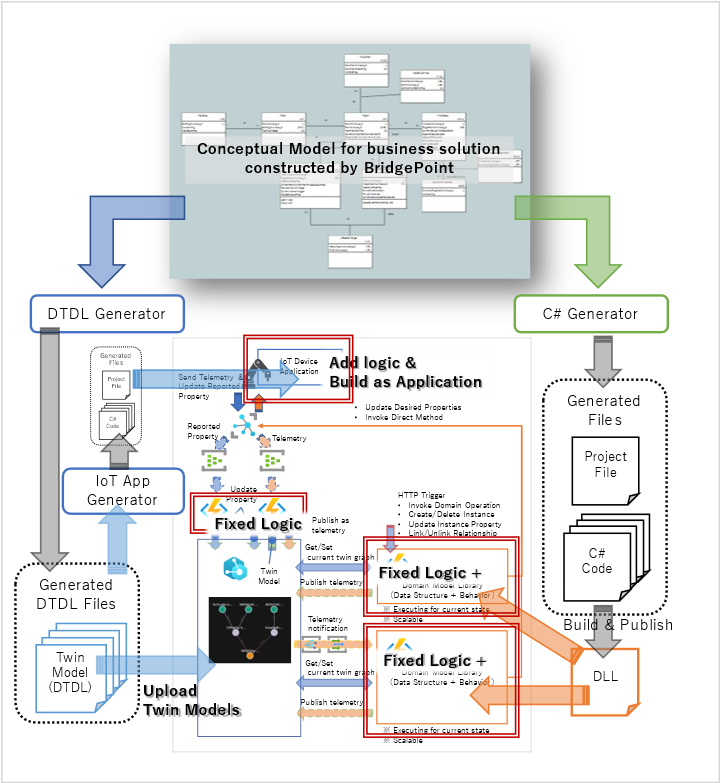 Conceptual Model for business solution
constructed by BridgePoint
DTDL Generator
C# Generator
Generated
Files
Project
File
C#
Code
IoT App
Generator
Generated
DTDL Files
Twin
Model
(DTDL)
Upload
Twin Models
IoT Device
Application
Add logic &
Build as Application
Send Telemetry &
Update Reported
Property
• Update Desired Properties
• Invoke Direct Method
Reported
Property
Telemetry
Update
Property
Fixed Logic
Publish as
telemetry
HTTP Trigger
• Invoke Domain Operation
• Create/Delete Instance
• Update Instance Property
• Link/Unlink Relationship
Twin
Model
Get/Set
current twin graph
Publish telemetry
Fixed Logic +
Domain Model Library
(Data Structure + Behavior)
※ Executing for current state
※ Scalable
Telemetry
notification
Get/Set
current twin graph
Publish telemetry
Fixed Logic +
Domain Model Library
(Data Structure + Behavior)
※ Executing for current state
※ Scalable
Generated
Files
Project
File
C#
Code
Build & Publish
DLL